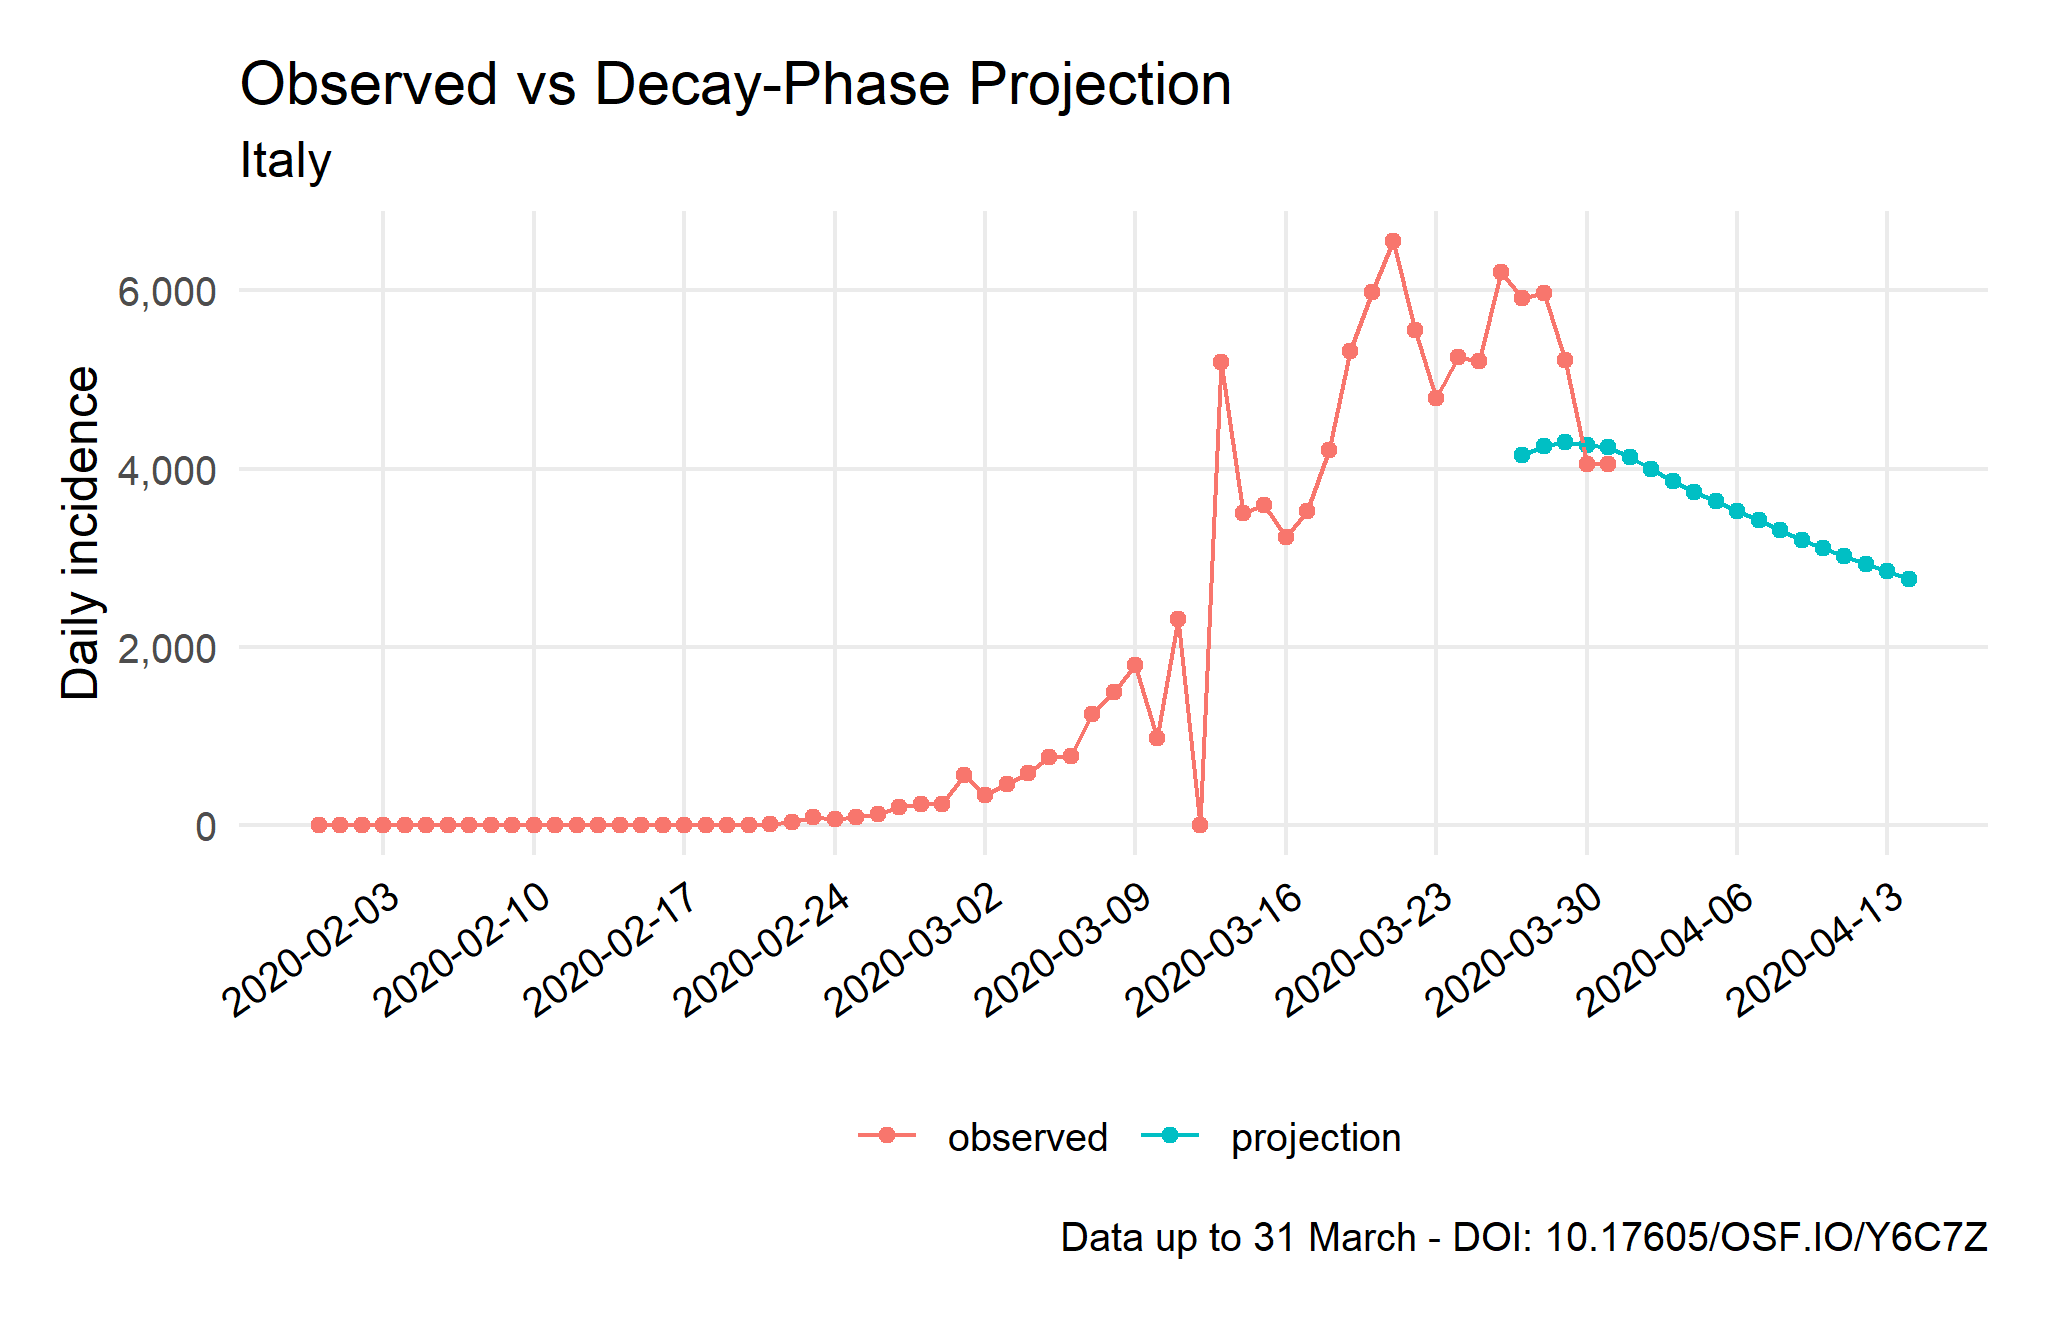 Observed vs Decay-Phase Projection
Italy
Daily incidence
6,000
4,000
2,000
0
2020-02-03
2020-02-10
2020-02-17
2020-02-24
2020-03-02
2020-03-09
2020-03-16
2020-03-23
2020-03-30
2020-04-06
2020-04-13
observed
projection
Data up to 31 March - DOI: 10.17605/OSF.IO/Y6C7Z